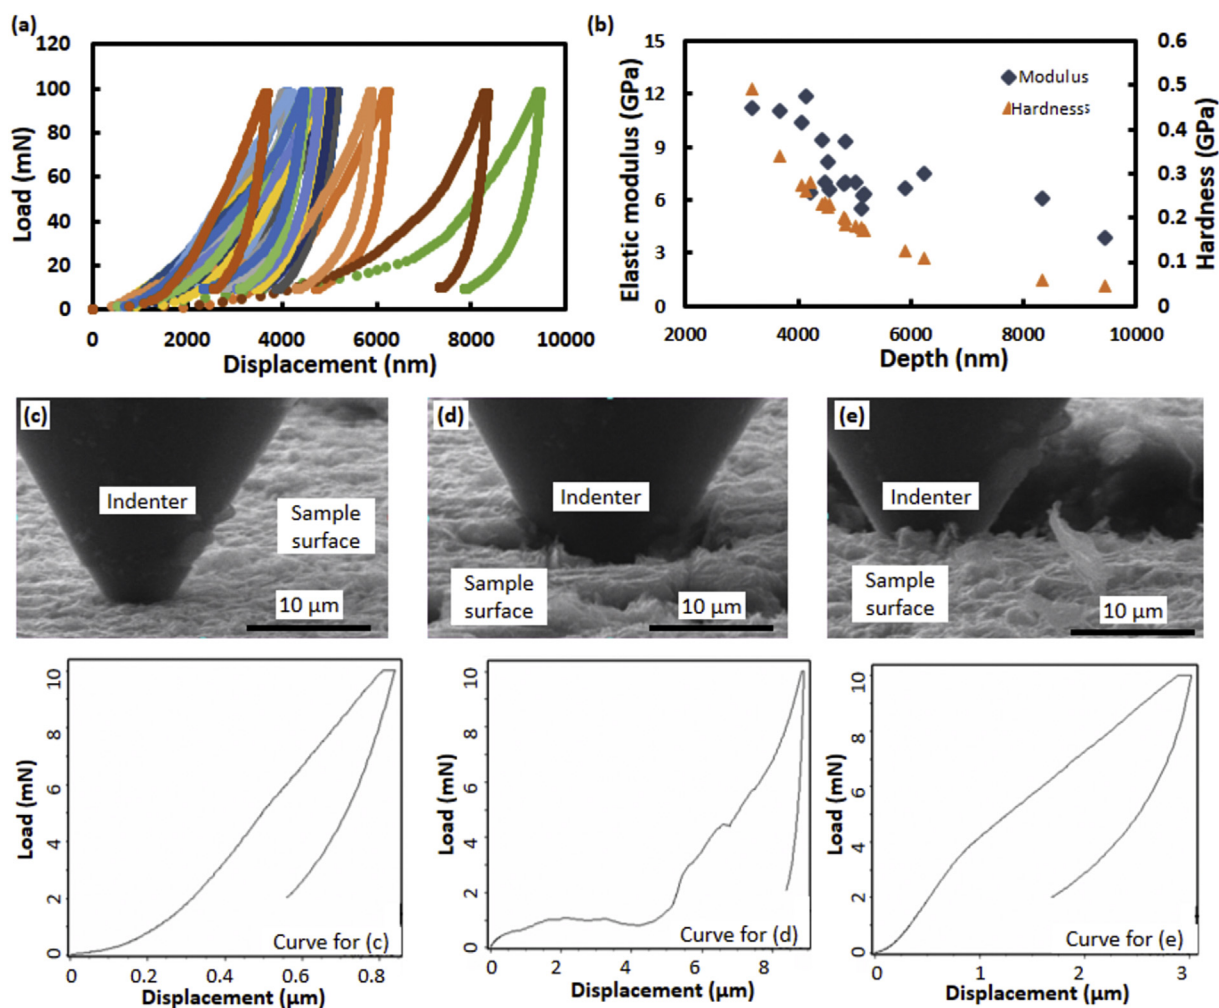 (a)
Load (mN)
120
100
80
60
40
20
0
0 2000 4000 6000 8000 10000
Displacement (nm)
(b)
Elastic modulus (GPa)
15
12
9
6
3
0
Modulus
Hardness
0.6
0.5
0.4
0.3
0.2
0.1
0
Hardness (GPa)
2000 4000 6000 8000 10000
Depth (nm)
(c)
Indenter
Sample
surface
10 µm
(d)
Indenter
Sample
surface
10 µm
(e)
Indenter
Sample
surface
10 µm
Load (mN)
10
8
6
4
2
0
Curve for (c)
0 0.2 0.4 0.6 0.8
Displacement (µm)
Load (mN)
10
8
6
4
2
0
Curve for (d)
0 2 4 6 8
Displacement (µm)
Load (mN)
10
8
6
4
2
0
Curve for (e)
0 1 2 3
Displacement (µm)